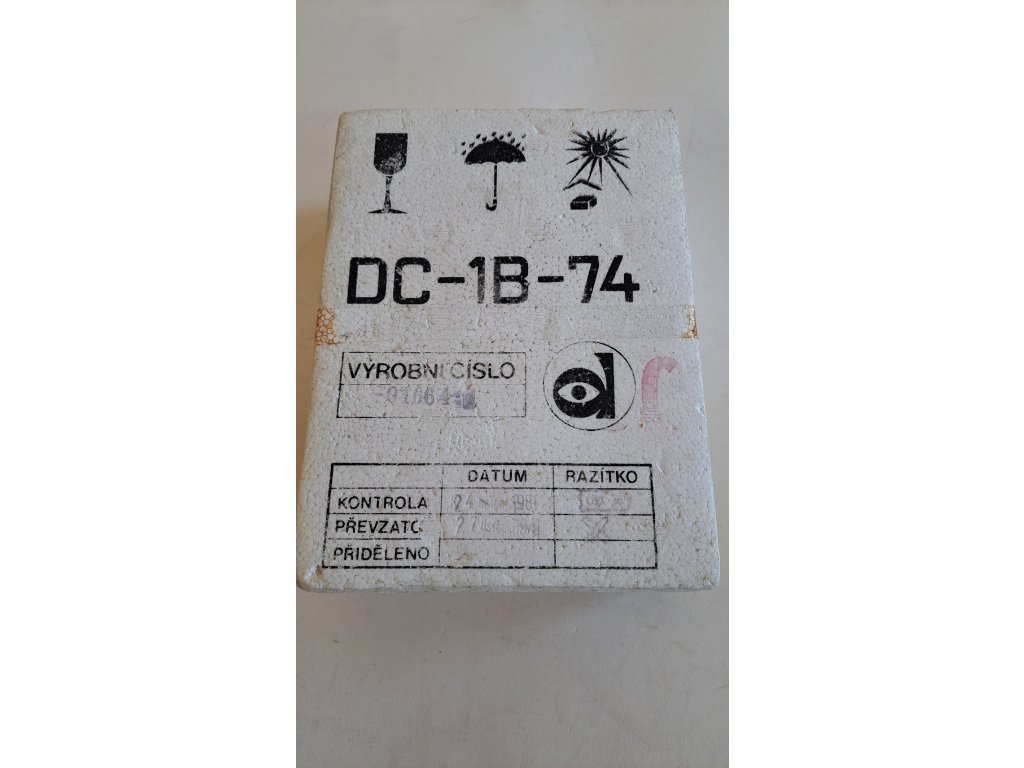 DC-1B-74
VÝROBNÍ ČÍSLO
DATUM RAZÍTKO
KONTROLA
PŘEVZATO
PŘIDĚLENO